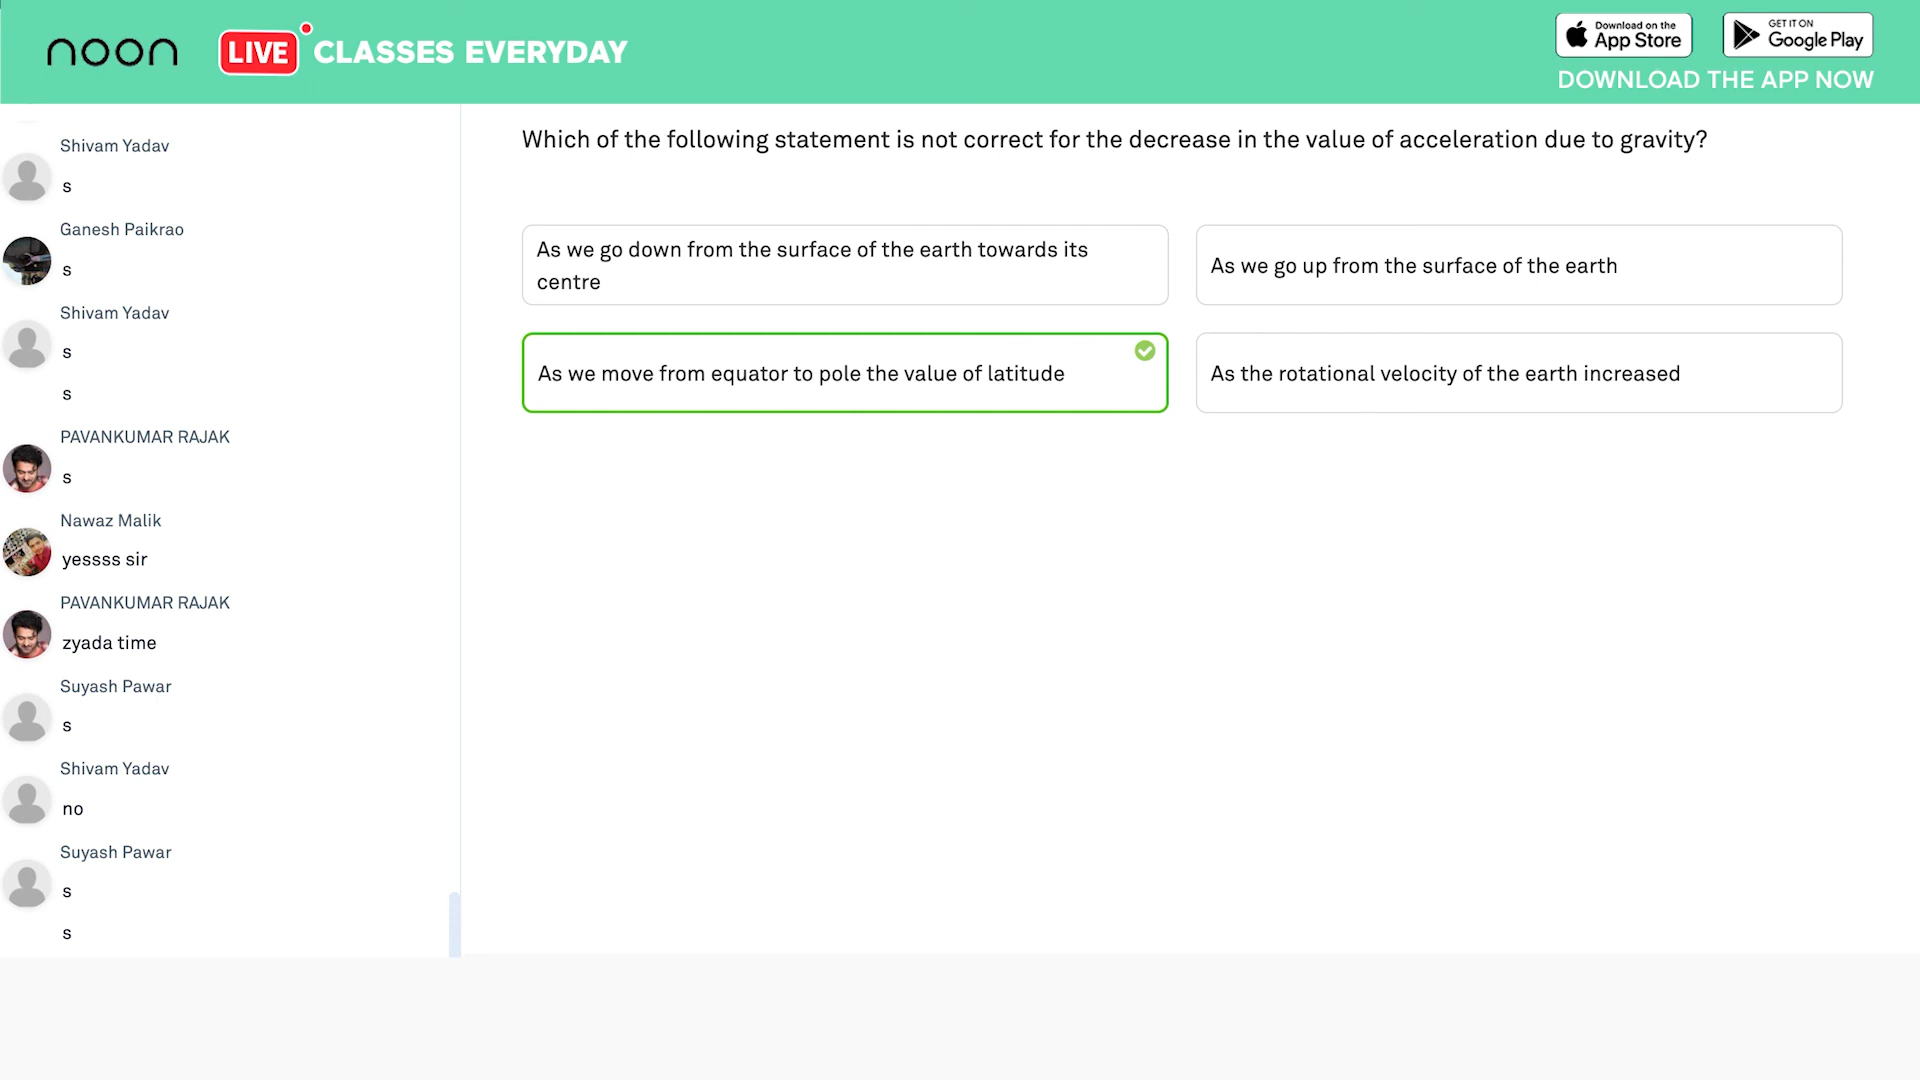 noon
LIVE CLASSES EVERYDAY
Download on the
App Store
GET IT ON
Google Play
DOWNLOAD THE APP NOW
Shivam Yadav
s
Ganesh Paikrao
s
Shivam Yadav
s
s
PAVANKUMAR RAJAK
s
Nawaz Malik
yessss sir
PAVANKUMAR RAJAK
zyada time
Suyash Pawar
s
Shivam Yadav
no
Suyash Pawar
s
s
Which of the following statement is not correct for the decrease in the value of acceleration due to gravity?
As we go down from the surface of the earth towards its
centre
As we go up from the surface of the earth
As we move from equator to pole the value of latitude
As the rotational velocity of the earth increased